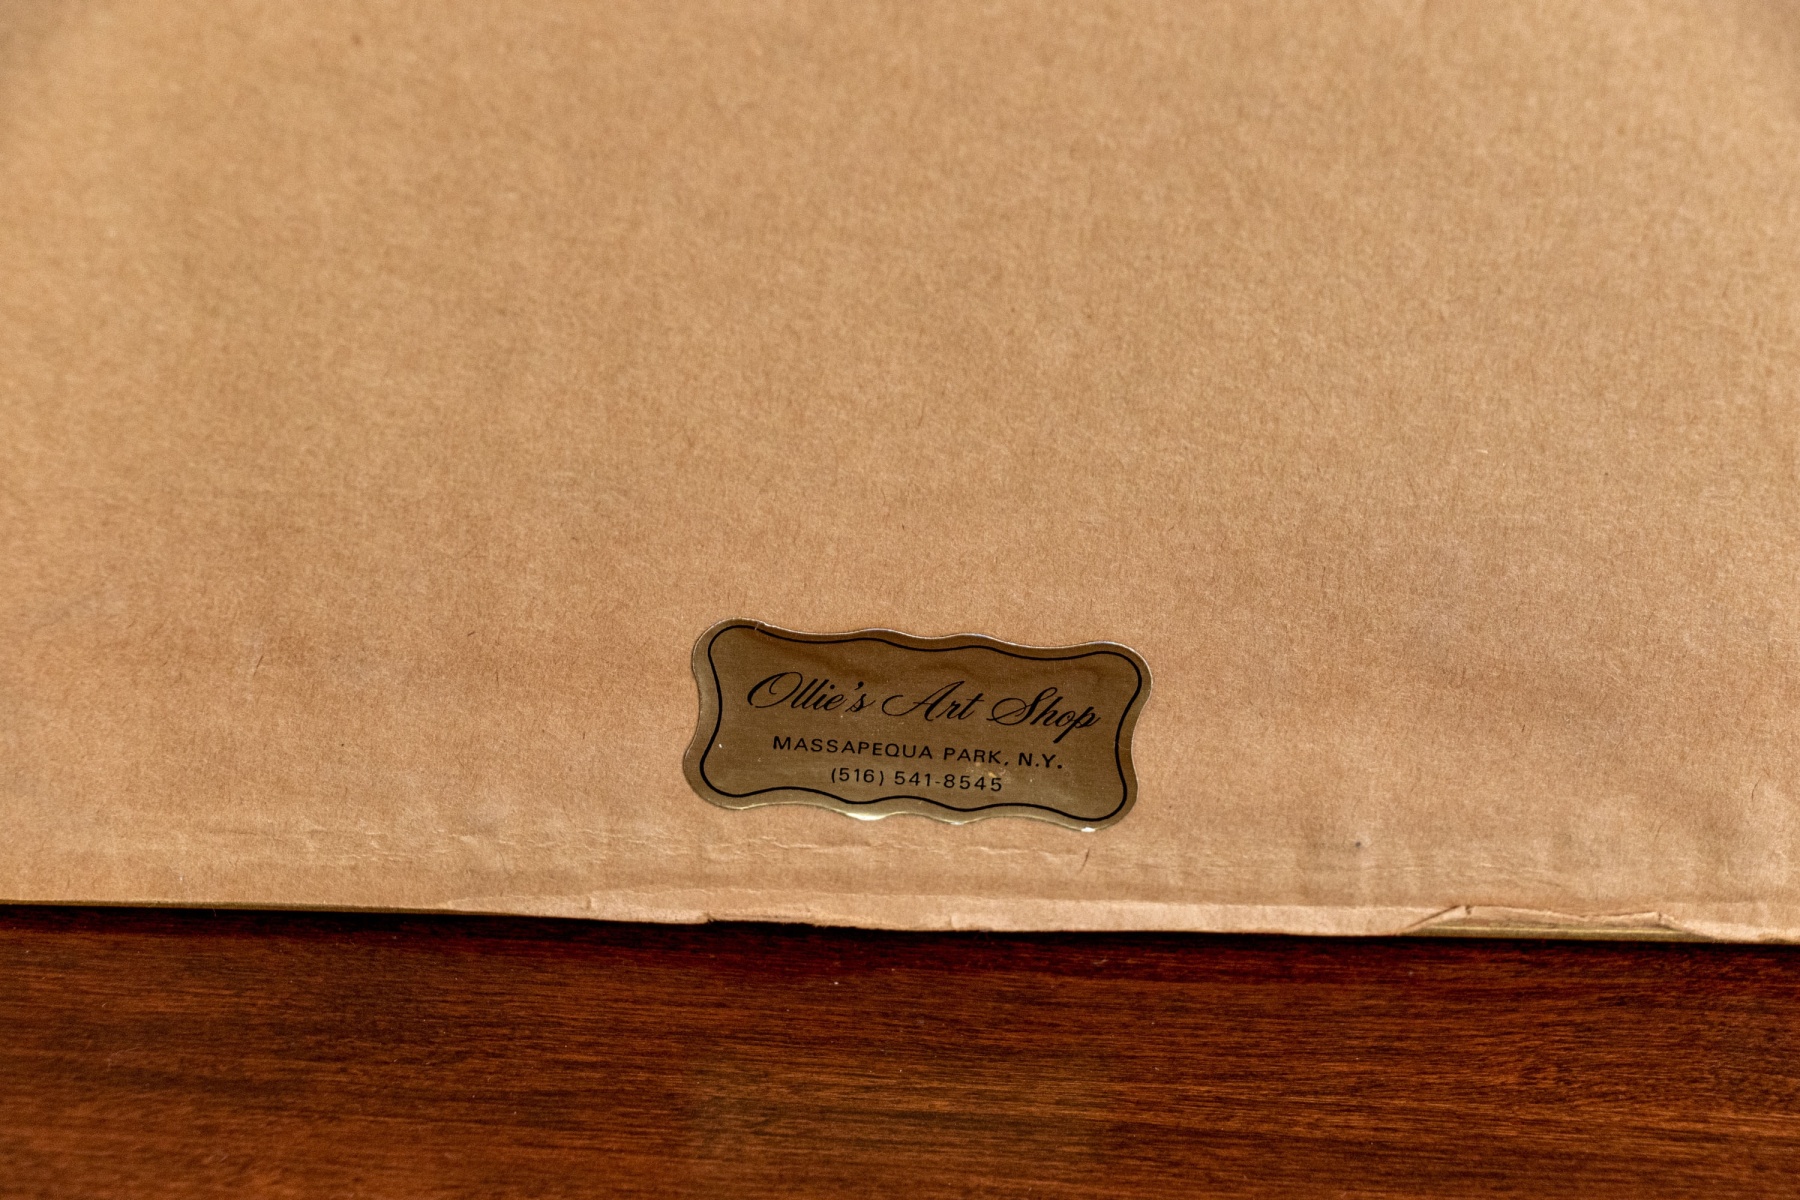 Ollie's Art Shop
MASSAPEQUA PARK, N.Y.
(516) 541-8545